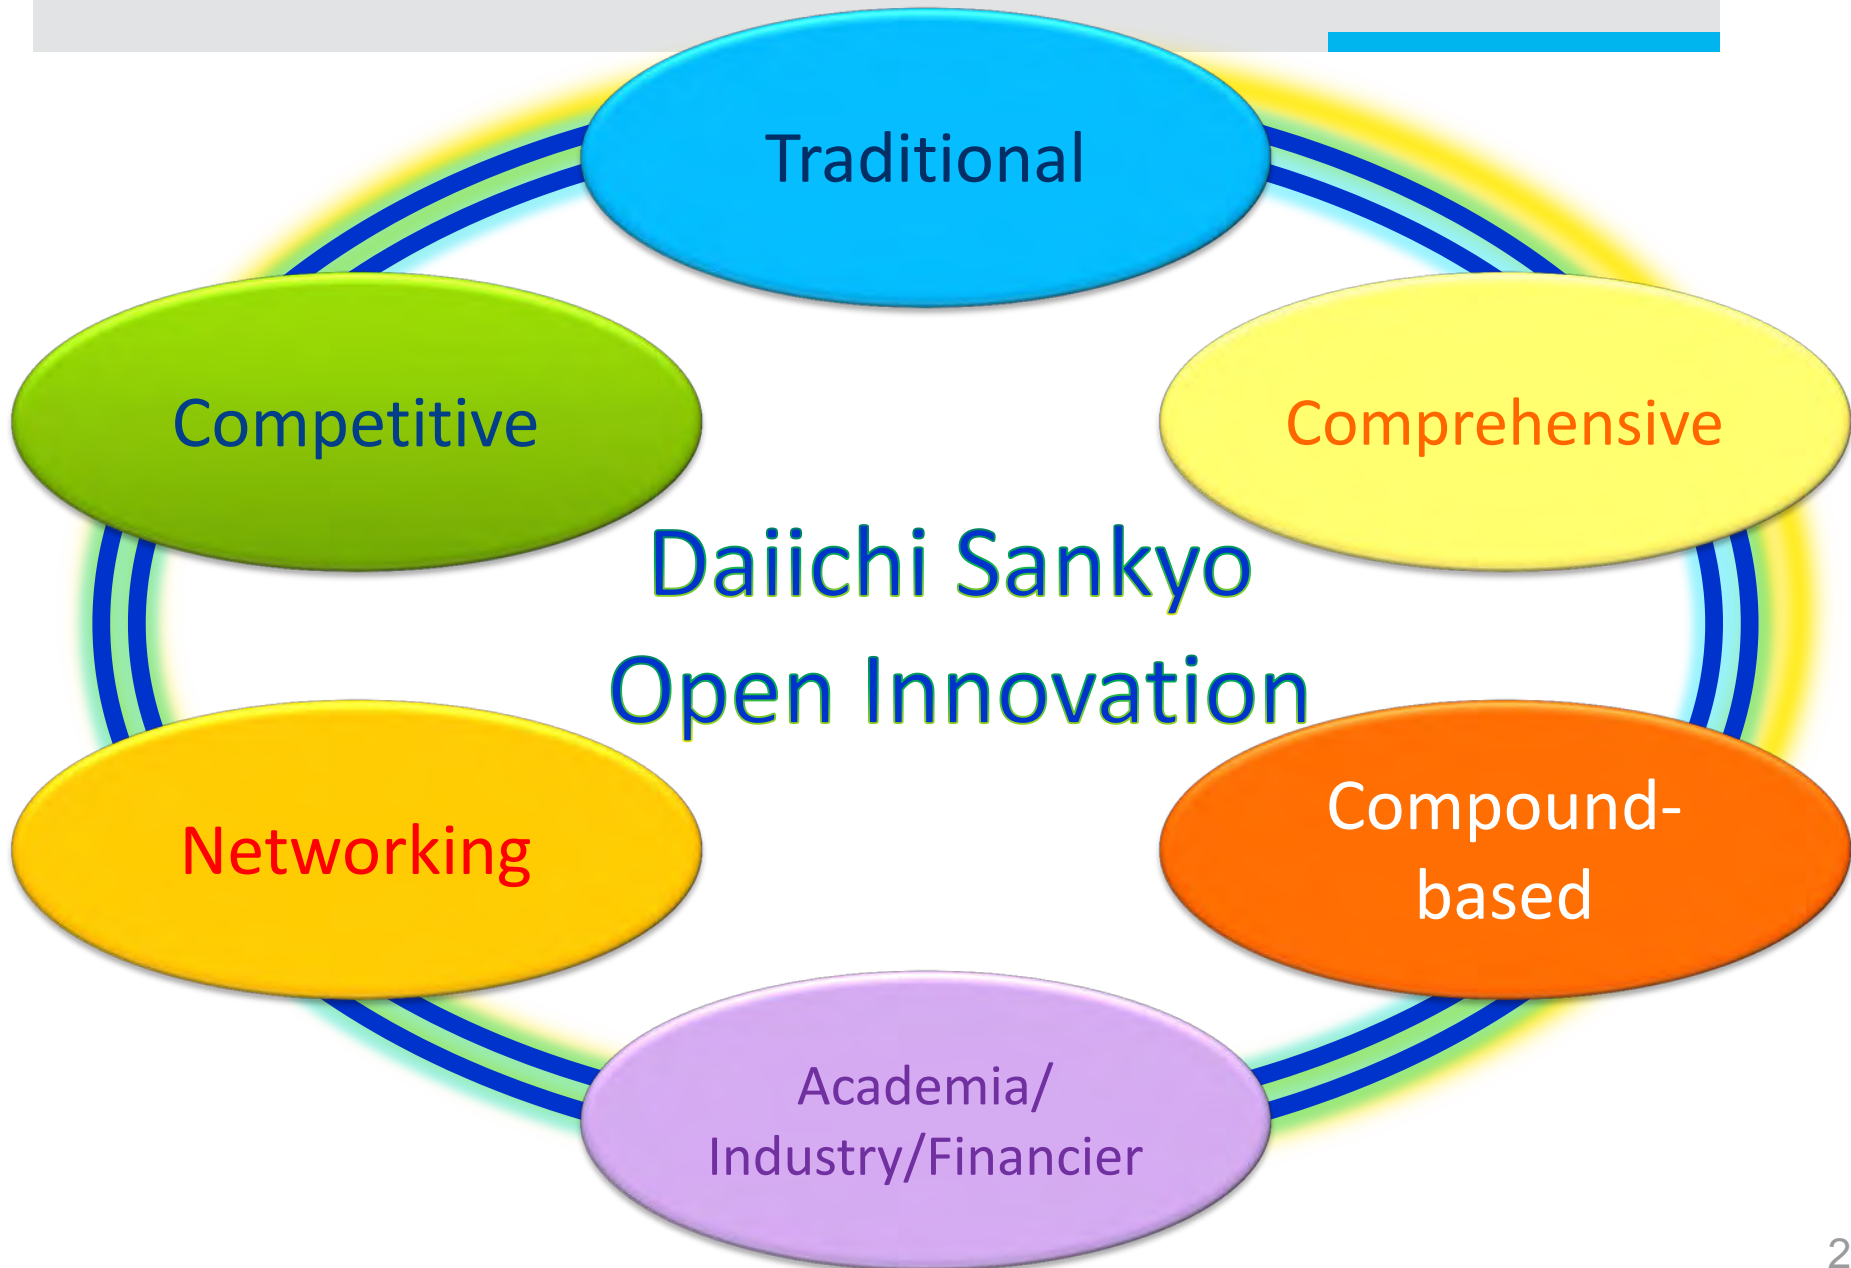 Traditional
Competitive
Comprehensive
Daiichi Sankyo
Open Innovation
Networking
Compound-
based
Academia/
Industry/Financier
2